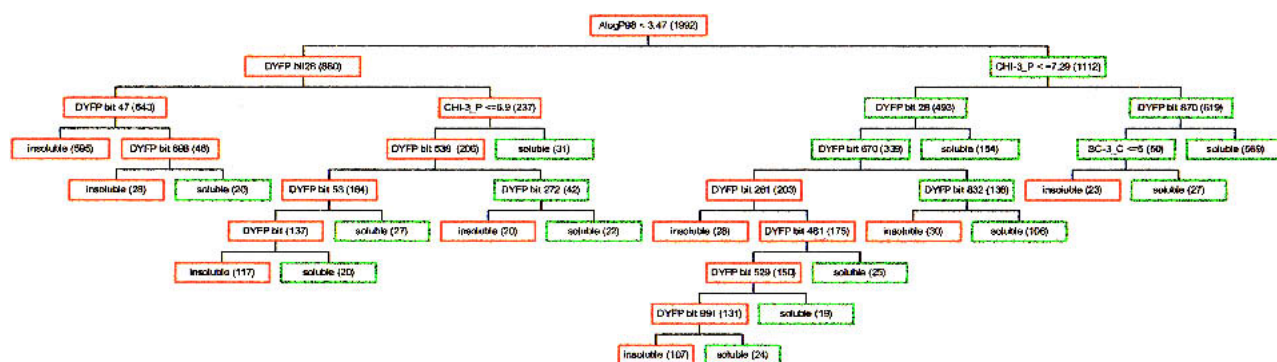 AlogP98 < 3.47 (1992)
DYFP bit26 (880)
CHI-3_P < =7.29 (1112)
DYFP bit 47 (643)
CHI-3_P <=6.9 (237)
DYFP bit 26 (493)
DYFP bit 870 (619)
insoluble (595)
DYFP bit 698 (48)
DYFP bit 539 (206)
soluble (31)
DYFP bit 670 (339)
soluble (154)
SC-3_C <=5 (50)
soluble (569)
insoluble (28)
soluble (20)
DYFP bit 53 (164)
DYFP bit 272 (42)
DYFP bit 261 (203)
DYFP bit 832 (136)
insoluble (23)
soluble (27)
DYFP bit (137)
soluble (27)
insoluble (20)
soluble (22)
insoluble (28)
DYFP bit 481 (175)
insoluble (30)
soluble (106)
insoluble (117)
soluble (20)
DYFP bit 529 (150)
soluble (25)
DYFP bit 991 (131)
soluble (19)
insoluble (107)
soluble (24)